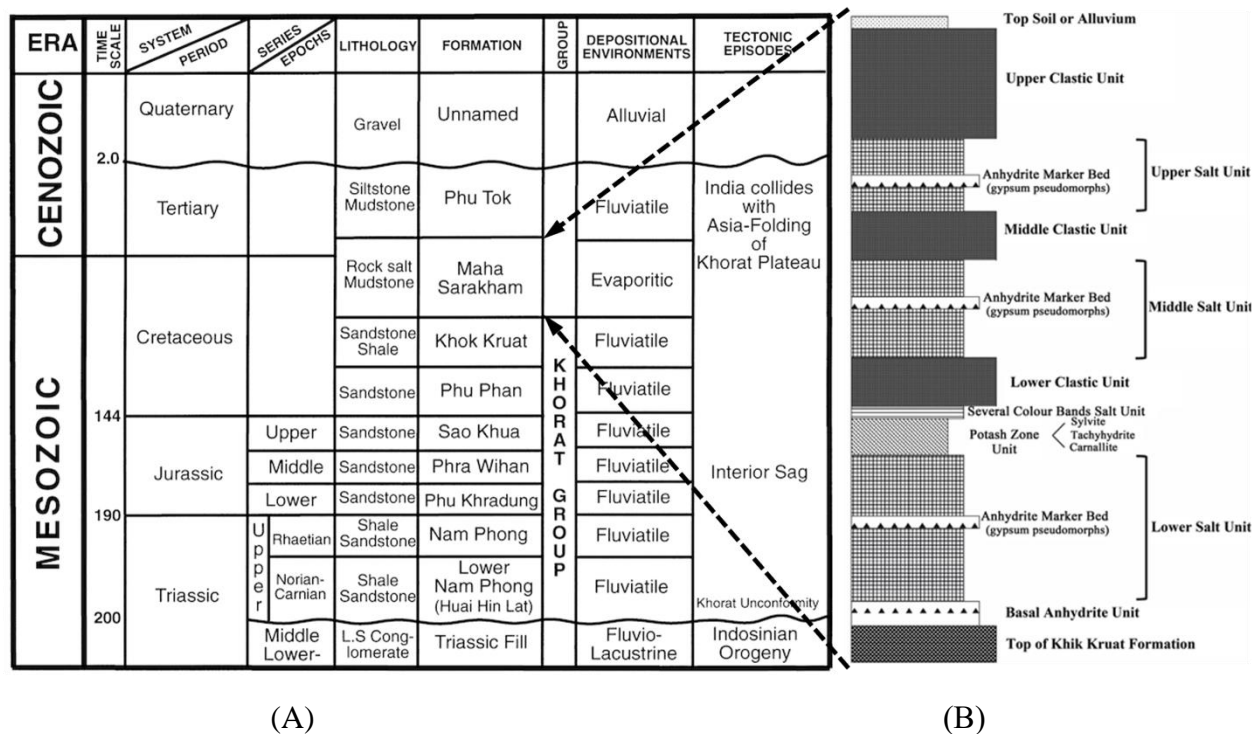 ERA
TIME
SCALE
SYSTEM
PERIOD
SERIES
EPOCHS
LITHOLOGY
FORMATION
GROUP
DEPOSITIONAL
ENVIRONMENTS
TECTONIC
EPISODES
CENOZOIC
Quaternary
Gravel
Unnamed
Alluvial
2.0
Tertiary
Siltstone
Mudstone
Phu Tok
Fluviatile
India collides
with
Asia-Folding
of
Khorat Plateau
MESOZOIC
Cretaceous
Rock salt
Mudstone
Maha
Sarakham
Evaporitic
Sandstone
Shale
Khok Kruat
Fluviatile
KHORAT GROUP
Sandstone
Phu Phan
Fluviatile
144
Jurassic
Upper
Sandstone
Sao Khua
Fluviatile
Middle
Sandstone
Phra Wihan
Fluviatile
Interior Sag
Lower
Sandstone
Phu Khradung
Fluviatile
190
Triassic
Upper
Rhaetian
Shale
Sandstone
Nam Phong
Fluviatile
Norian-
Carnian
Shale
Sandstone
Lower
Nam Phong
(Huai Hin Lat)
Fluviatile
Khorat Unconformity
200
Middle
Lower-
L.S Cong-
lomerate
Triassic Fill
Fluvio-
Lacustrine
Indosinian
Orogeny
(A)
Top Soil or Alluvium
Upper Clastic Unit
Anhydrite Marker Bed
(gypsum pseudomorphs)
Upper Salt Unit
Middle Clastic Unit
Anhydrite Marker Bed
(gypsum pseudomorphs)
Middle Salt Unit
Lower Clastic Unit
Several Colour Bands Salt Unit
Potash Zone
Unit
Sylvite
Tachyhydrite
Carnallite
Anhydrite Marker Bed
(gypsum pseudomorphs)
Lower Salt Unit
Basal Anhydrite Unit
Top of Khik Kruat Formation
(B)